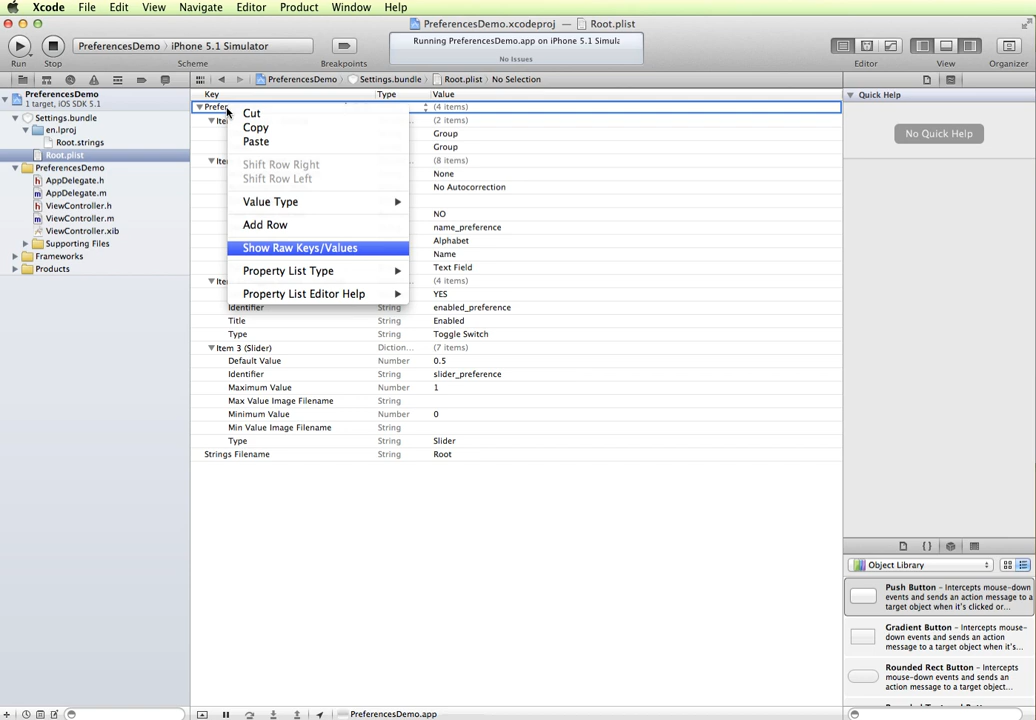 Xcode File Edit View Navigate Editor Product Window Help
PreferencesDemo.xcodeproj — Root.plist
PreferencesDemo › iPhone 5.1 Simulator
Running PreferencesDemo.app on iPhone 5.1 Simula
No Issues
Run Stop Scheme Breakpoints Editor View Organizer
PreferencesDemo › Settings.bundle › Root.plist › No Selection
PreferencesDemo
1 target, iOS SDK 5.1
Settings.bundle
en.lproj
Root.strings
Root.plist
PreferencesDemo
AppDelegate.h
AppDelegate.m
ViewController.h
ViewController.m
ViewController.xib
Supporting Files
Frameworks
Products
Key Type Value
Prefer (4 items)
Ite (2 items)
Group
Group
Ite (8 items)
None
No Autocorrection
NO
name_preference
Alphabet
Name
Text Field
Ite (4 items)
YES
Identifier String enabled_preference
Title String Enabled
Type String Toggle Switch
Item 3 (Slider) Diction... (7 items)
Default Value Number 0.5
Identifier String slider_preference
Maximum Value Number 1
Max Value Image Filename String
Minimum Value Number 0
Min Value Image Filename String
Type String Slider
Strings Filename String Root
Cut
Copy
Paste
Shift Row Right
Shift Row Left
Value Type
Add Row
Show Raw Keys/Values
Property List Type
Property List Editor Help
Quick Help
No Quick Help
{ }
Object Library
Push Button – Intercepts mouse-down
events and sends an action message to a
target object when it's clicked or...
Gradient Button – Intercepts mouse-
down events and sends an action
message to a target object when it's...
Rounded Rect Button – Intercepts
mouse-down events and sends an
action message to a target object...
PreferencesDemo.app